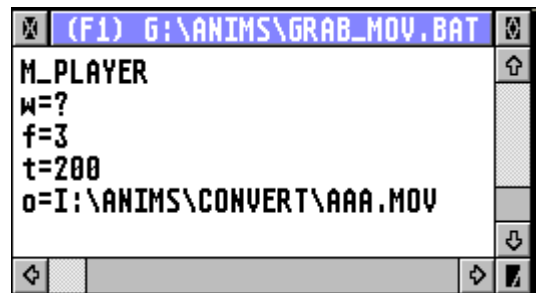 (F1) G:\ANIMS\GRAB_MOV.BAT
M_PLAYER
w=?
f=3
t=200
o=I:\ANIMS\CONVERT\AAA.MOV